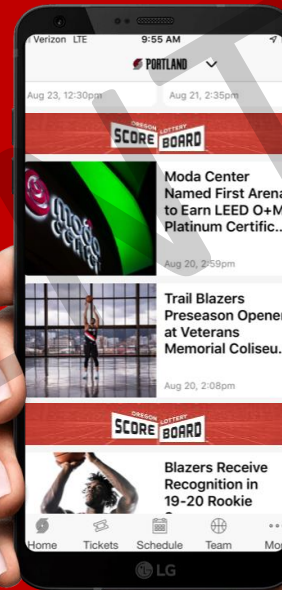 Verizon LTE 9:55 AM
PORTLAND
Aug 23, 12:30pm Aug 21, 2:35pm
OREGON LOTTERY
SCORE BOARD
moda
center
Moda Center
Named First Arena
to Earn LEED O+M
Platinum Certific...
Aug 20, 2:59pm
Trail Blazers
Preseason Opener
at Veterans
Memorial Coliseu...
Aug 20, 2:08pm
OREGON LOTTERY
SCORE BOARD
Blazers Receive
Recognition in
19-20 Rookie
Home Tickets Schedule Team Mo
LG